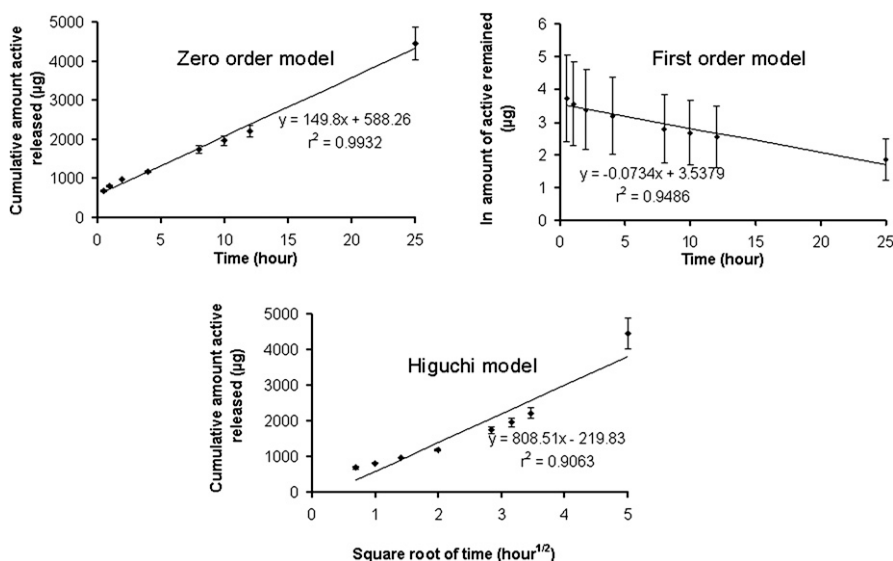 Zero order model
Cumulative amount active
released (µg)
5000
4000
3000
2000
1000
0
y = 149.8x + 588.26
r² = 0.9932
0 5 10 15 20 25
Time (hour)
First order model
ln amount of active remained
(µg)
6
5
4
3
2
1
0
y = -0.0734x + 3.5379
r² = 0.9486
0 5 10 15 20 25
Time (hour)
Higuchi model
Cumulative amount active
released (µg)
5000
4000
3000
2000
1000
0
y = 808.51x - 219.83
r² = 0.9063
0 1 2 3 4 5
Square root of time (hour^1/2)